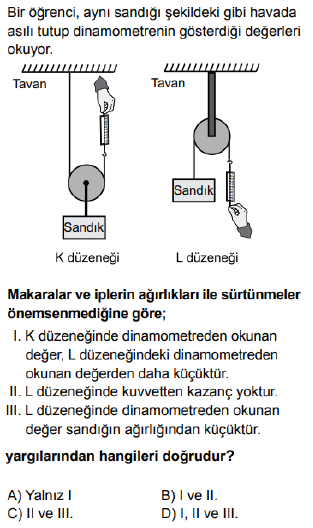 Bir öğrenci, aynı sandığı şekildeki gibi havada
asılı tutup dinamometrenin gösterdiği değerleri
okuyor.
Tavan
Tavan
Sandık
Sandık
K düzeneği
L düzeneği
Makaralar ve iplerin ağırlıkları ile sürtünmeler
önemsenmediğine göre;
I. K düzeneğinde dinamometreden okunan
değer, L düzeneğindeki dinamometreden
okunan değerden daha küçüktür.
II. L düzeneğinde kuvvetten kazanç yoktur.
III. L düzeneğinde dinamometreden okunan
değer sandığın ağırlığından küçüktür.
yargılarından hangileri doğrudur?
A) Yalnız I
B) I ve II.
C) II ve III.
D) I, II ve III.